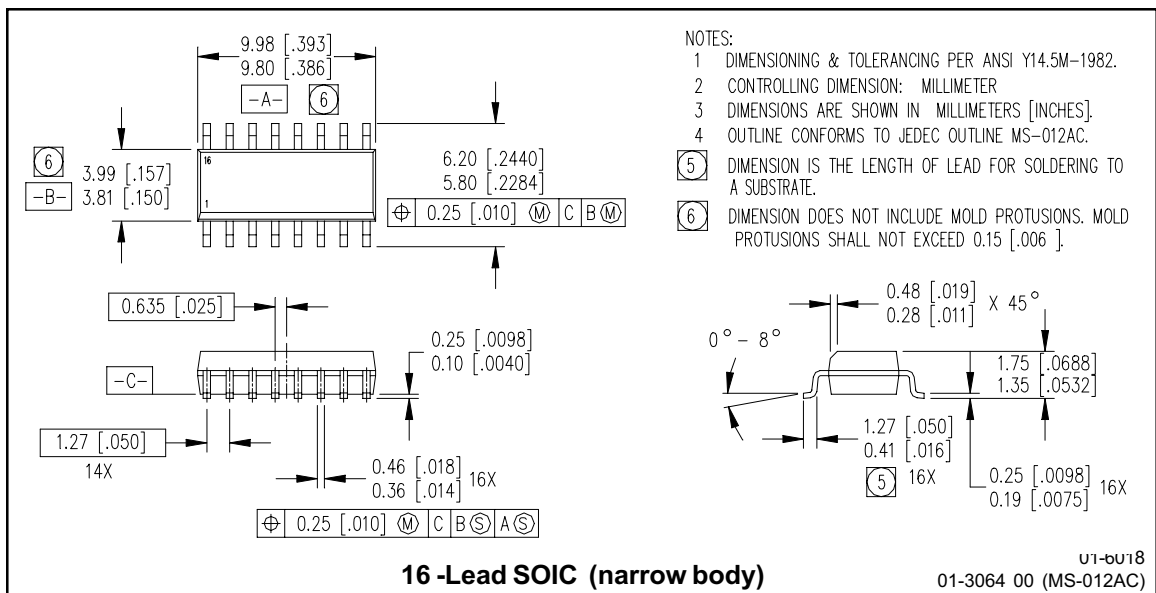 9.98 [.393]
9.80 [.386]
-A- 6
6
3.99 [.157]
3.81 [.150]
-B-
16
1
6.20 [.2440]
5.80 [.2284]
⌖ 0.25 [.010] Ⓜ C B Ⓜ
NOTES:
1 DIMENSIONING & TOLERANCING PER ANSI Y14.5M-1982.
2 CONTROLLING DIMENSION: MILLIMETER
3 DIMENSIONS ARE SHOWN IN MILLIMETERS [INCHES].
4 OUTLINE CONFORMS TO JEDEC OUTLINE MS-012AC.
5 DIMENSION IS THE LENGTH OF LEAD FOR SOLDERING TO
A SUBSTRATE.
6 DIMENSION DOES NOT INCLUDE MOLD PROTUSIONS. MOLD
PROTUSIONS SHALL NOT EXCEED 0.15 [.006 ].
0.635 [.025]
0.25 [.0098]
0.10 [.0040]
-C-
1.27 [.050]
14X
0.46 [.018]
0.36 [.014] 16X
⌖ 0.25 [.010] Ⓜ C B Ⓢ A Ⓢ
0.48 [.019]
0.28 [.011] X 45°
0°-8°
1.75 [.0688]
1.35 [.0532]
1.27 [.050]
0.41 [.016]
5 16X
0.25 [.0098]
0.19 [.0075] 16X
16 -Lead SOIC (narrow body)
01-6018
01-3064 00 (MS-012AC)